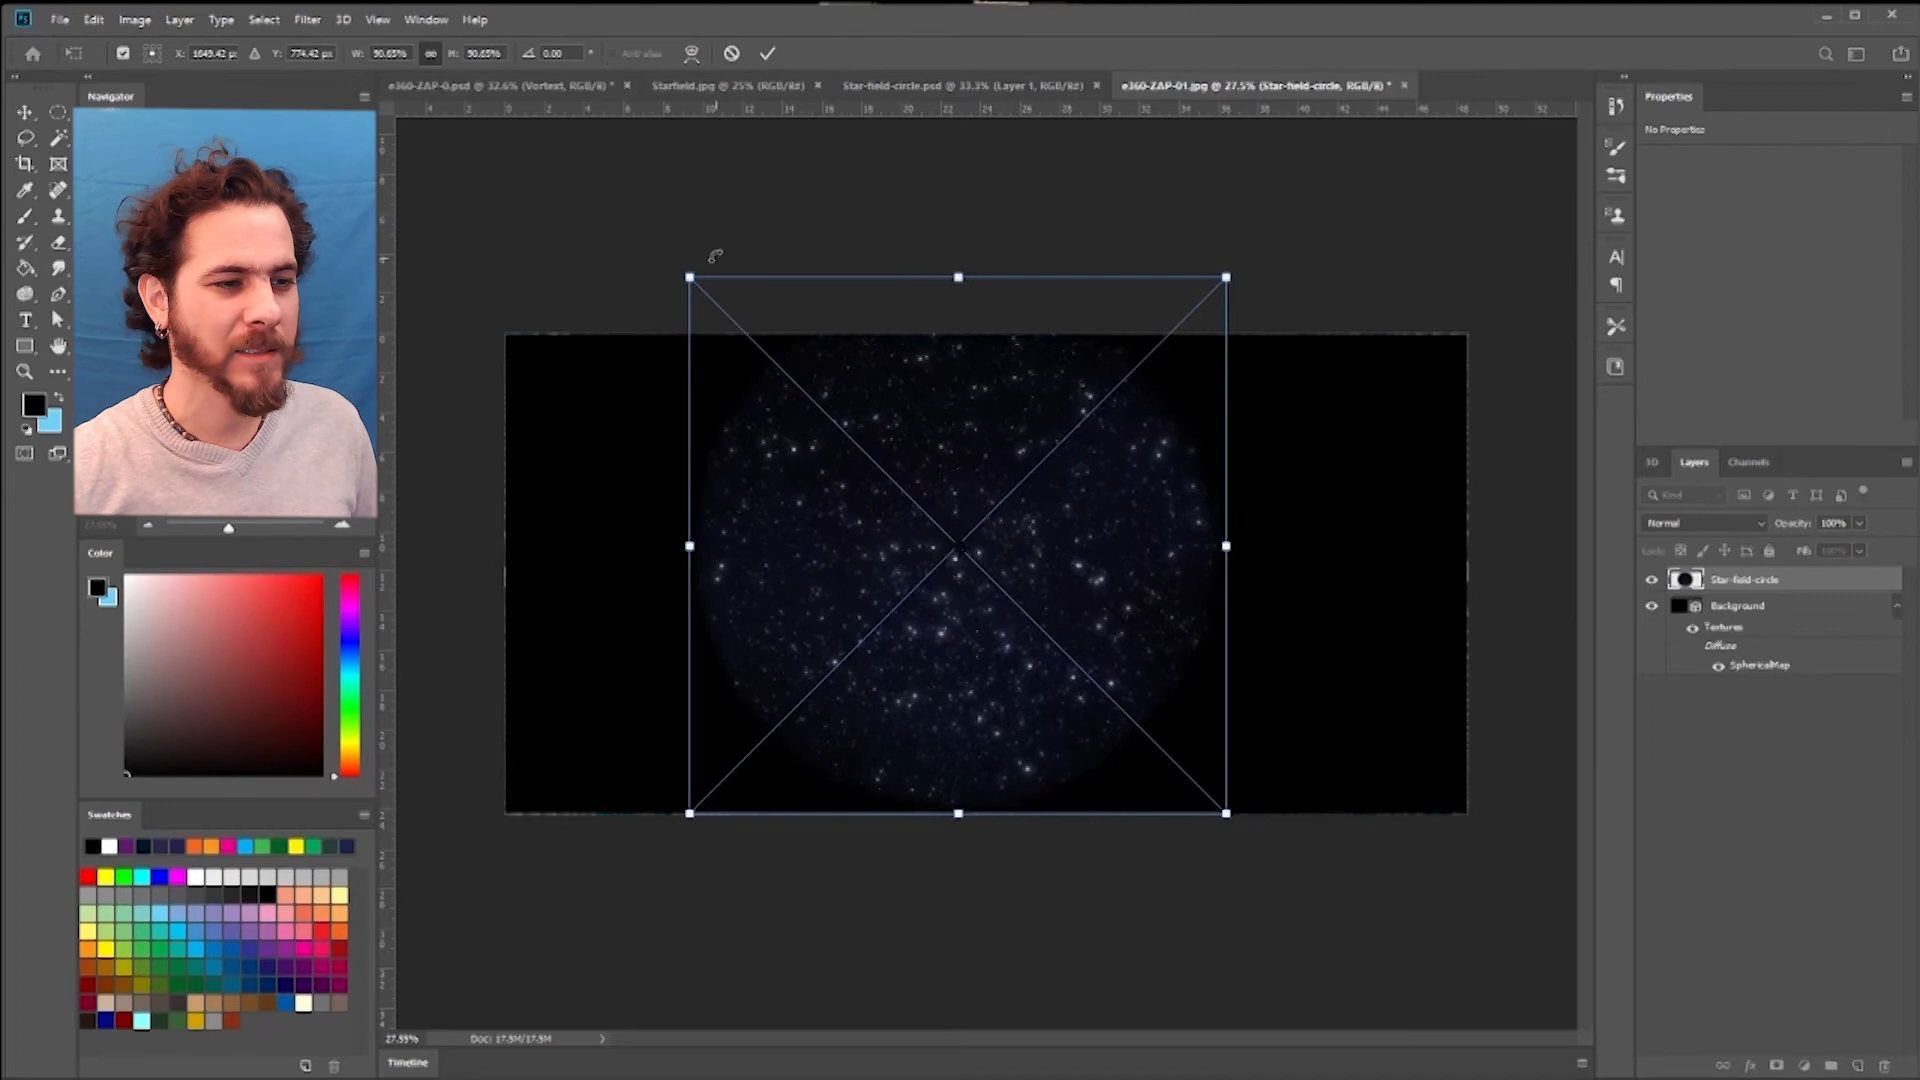 File Edit Image Layer Type Select Filter 3D View Window Help
X: 1649.42 px Y: 774.42 px W: 90.65% H: 90.65% 0.00 ° Anti-alias
Navigator
e360-ZAP-0.psd @ 32.6% (Vortext, RGB/8) * × Starfield.jpg @ 25% (RGB/8#) × Star-field-circle.psd @ 33.3% (Layer 1, RGB/8#) × e360-ZAP-01.jpg @ 27.5% (Star-field-circle, RGB/8) * ×
Properties
No Properties
Color
Swatches
3D Layers Channels
Kind
Normal Opacity: 100%
Lock: Fill: 100%
Star-field-circle
Background
Textures
Diffuse
SphericalMap
27.55% Doc: 17.5M/17.5M
Timeline